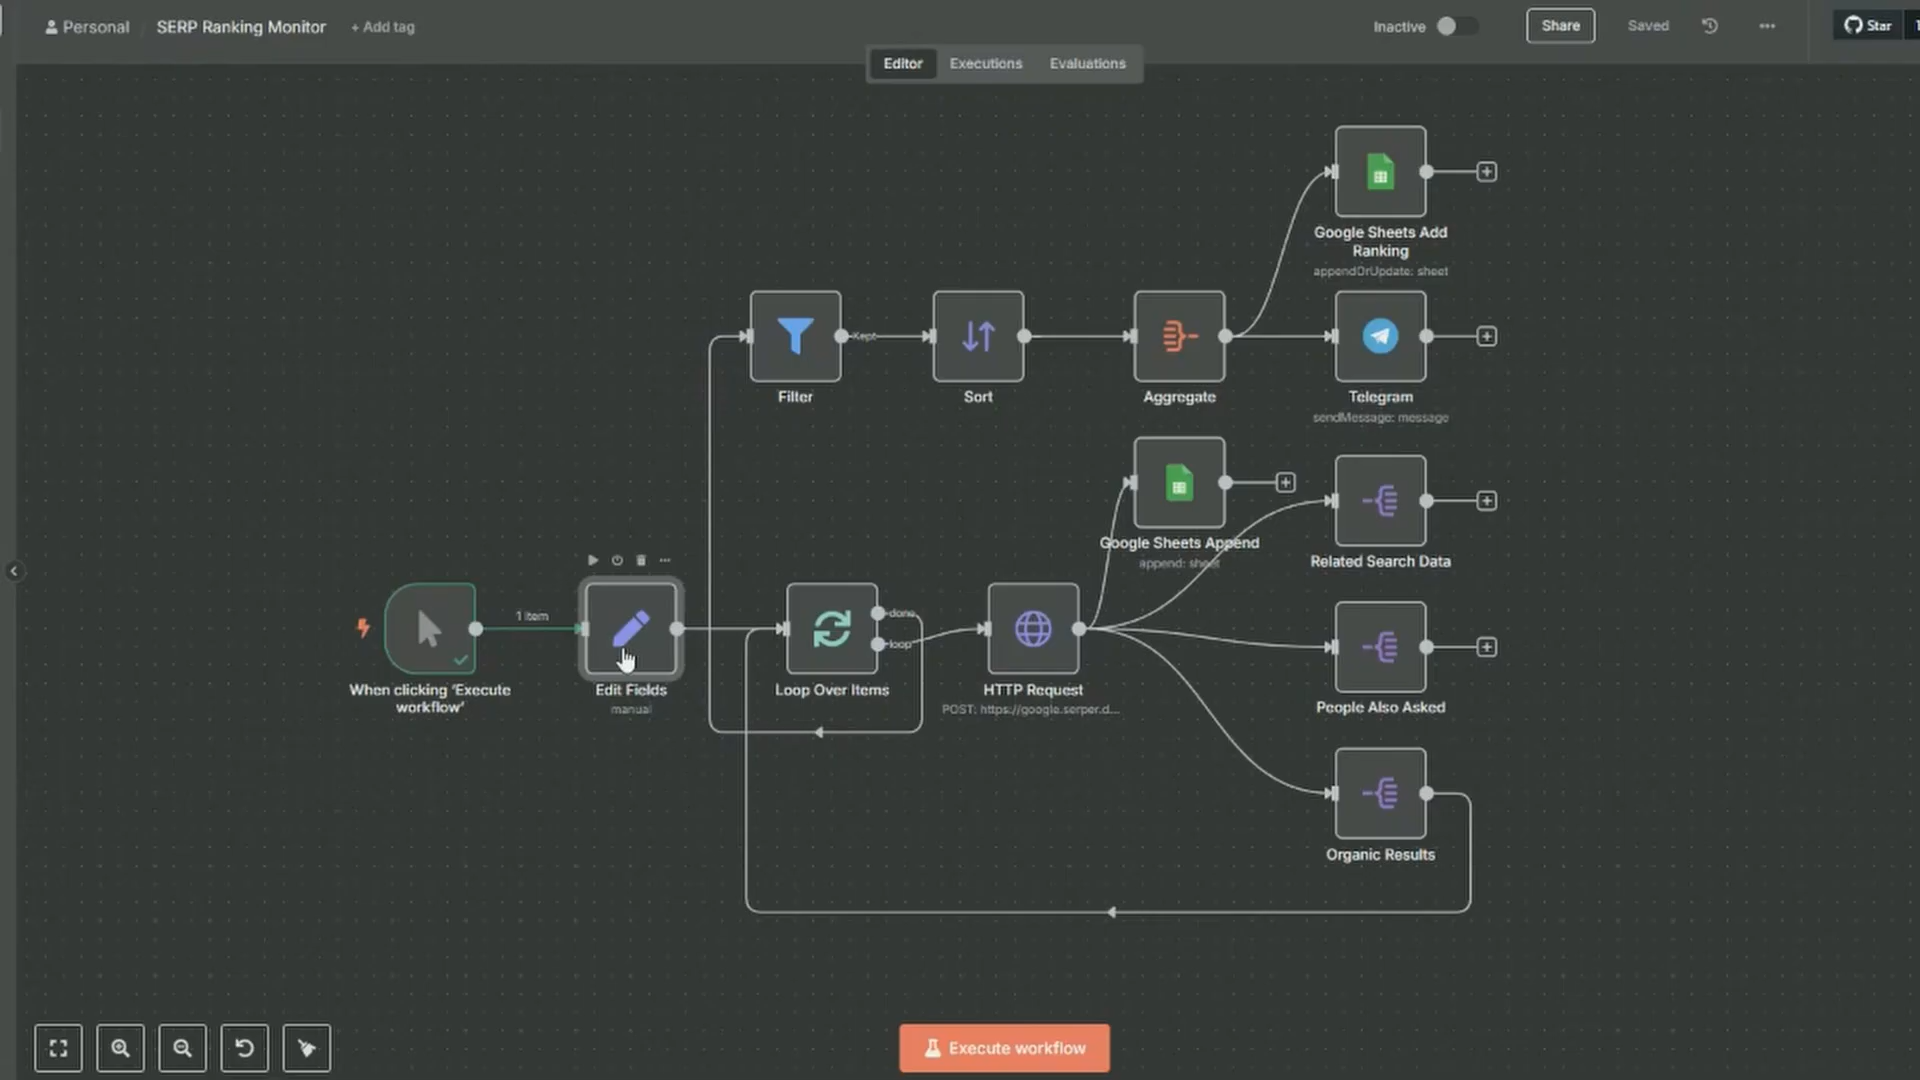 Personal
SERP Ranking Monitor
+ Add tag
Inactive
Share
Saved
Star
Editor
Executions
Evaluations
Google Sheets Add
Ranking
appendOrUpdate: sheet
Kept
Filter
Sort
Aggregate
Telegram
sendMessage: message
Google Sheets Append
append: sheet
Related Search Data
1 item
done
loop
When clicking 'Execute
workflow'
Edit Fields
manual
Loop Over Items
HTTP Request
POST: https://google.serper.d...
People Also Asked
Organic Results
Execute workflow